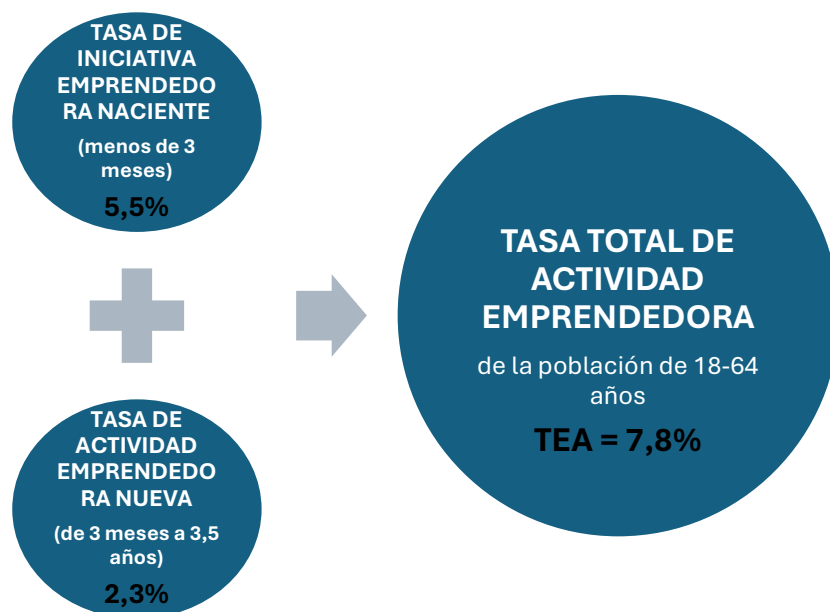 TASA DE
INICIATIVA
EMPRENDEDO
RA NACIENTE
(menos de 3
meses)
5,5%
TASA DE
ACTIVIDAD
EMPRENDEDO
RA NUEVA
(de 3 meses a 3,5
años)
2,3%
TASA TOTAL DE
ACTIVIDAD
EMPRENDEDORA
de la población de 18-64
años
TEA = 7,8%